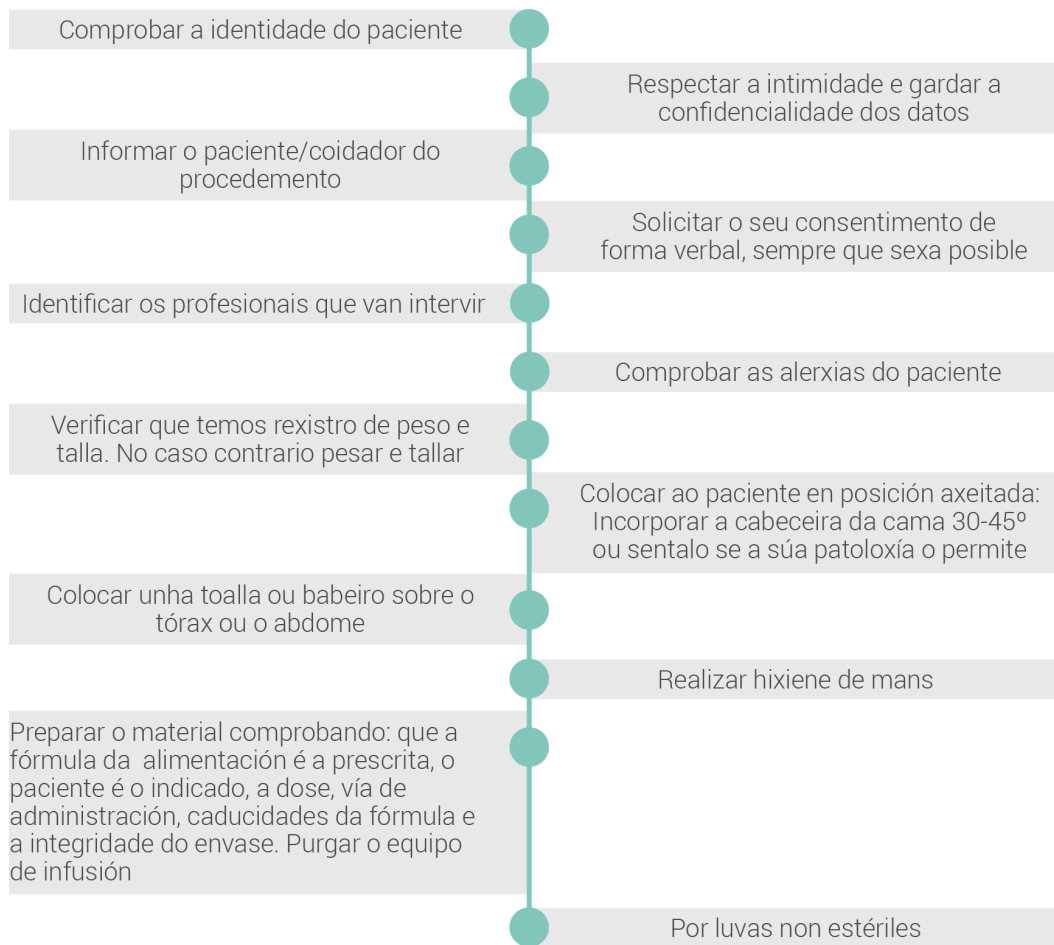 Comprobar a identidade do paciente
Respectar a intimidade e gardar a
confidencialidade dos datos
Informar o paciente/coidador do
procedemento
Solicitar o seu consentimento de
forma verbal, sempre que sexa posible
Identificar os profesionais que van intervir
Comprobar as alerxias do paciente
Verificar que temos rexistro de peso e
talla. No caso contrario pesar e tallar
Colocar ao paciente en posición axeitada:
Incorporar a cabeceira da cama 30-45º
ou sentalo se a súa patoloxía o permite
Colocar unha toalla ou babeiro sobre o
tórax ou o abdome
Realizar hixiene de mans
Preparar o material comprobando: que a
fórmula da alimentación é a prescrita, o
paciente é o indicado, a dose, vía de
administración, caducidades da fórmula e
a integridade do envase. Purgar o equipo
de infusión
Por luvas non estériles